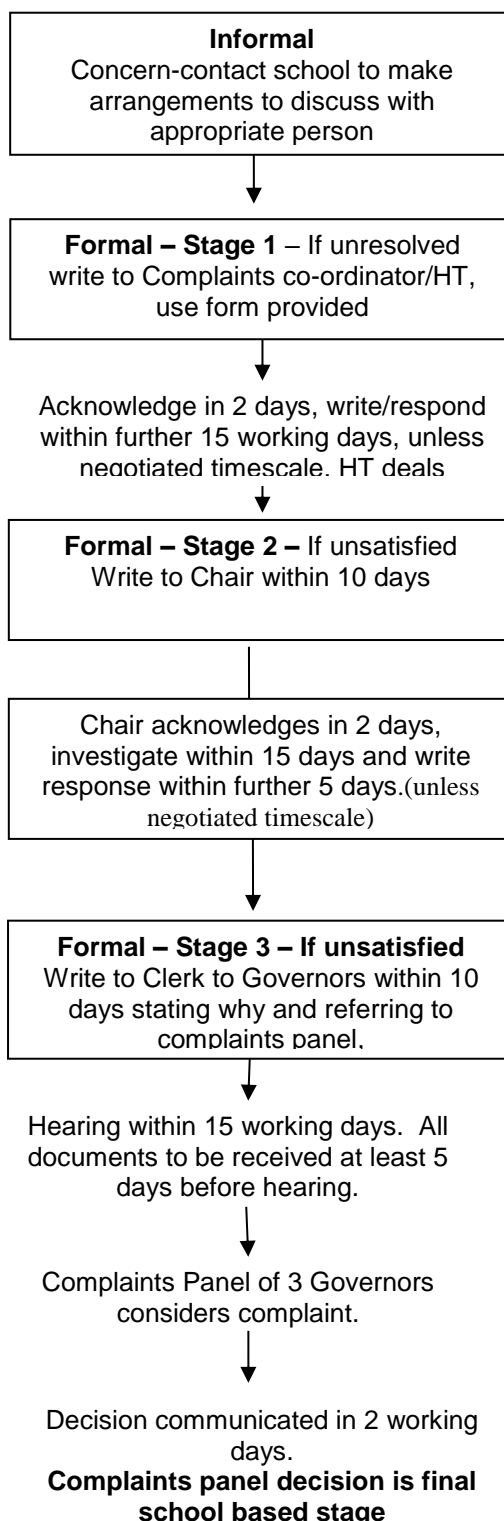 Informal
Concern-contact school to make
arrangements to discuss with
appropriate person
Formal – Stage 1 – If unresolved
write to Complaints co-ordinator/HT,
use form provided
Acknowledge in 2 days, write/respond
within further 15 working days, unless
negotiated timescale. HT deals
Formal – Stage 2 – If unsatisfied
Write to Chair within 10 days
Chair acknowledges in 2 days,
investigate within 15 days and write
response within further 5 days.(unless
negotiated timescale)
Formal – Stage 3 – If unsatisfied
Write to Clerk to Governors within 10
days stating why and referring to
complaints panel.
Hearing within 15 working days. All
documents to be received at least 5
days before hearing.
Complaints Panel of 3 Governors
considers complaint.
Decision communicated in 2 working
days.
Complaints panel decision is final
school based stage